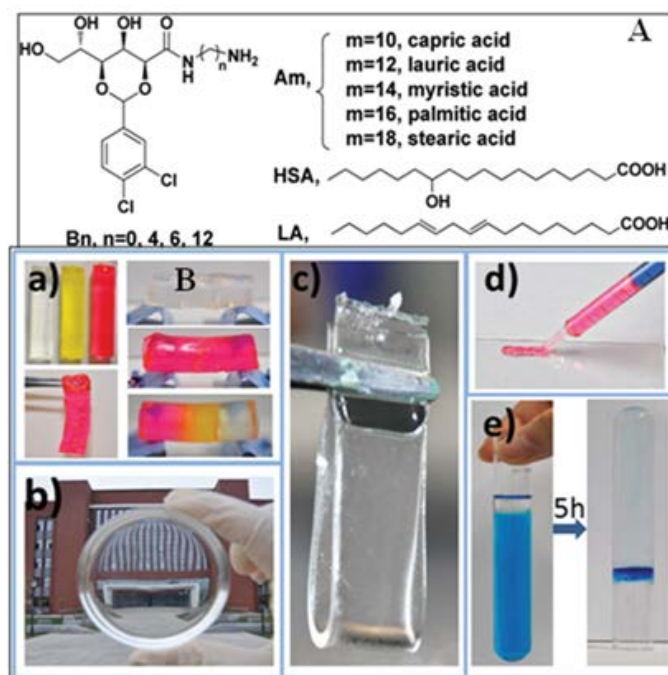 A
OH
OH
OH
O
HO
N
H
n
NH2
O
O
Cl
Cl
Bn, n=0, 4, 6, 12
Am,
m=10, capric acid
m=12, lauric acid
m=14, myristic acid
m=16, palmitic acid
m=18, stearic acid
HSA,
COOH
OH
LA,
COOH
a)
B
c)
d)
b)
e)
5h